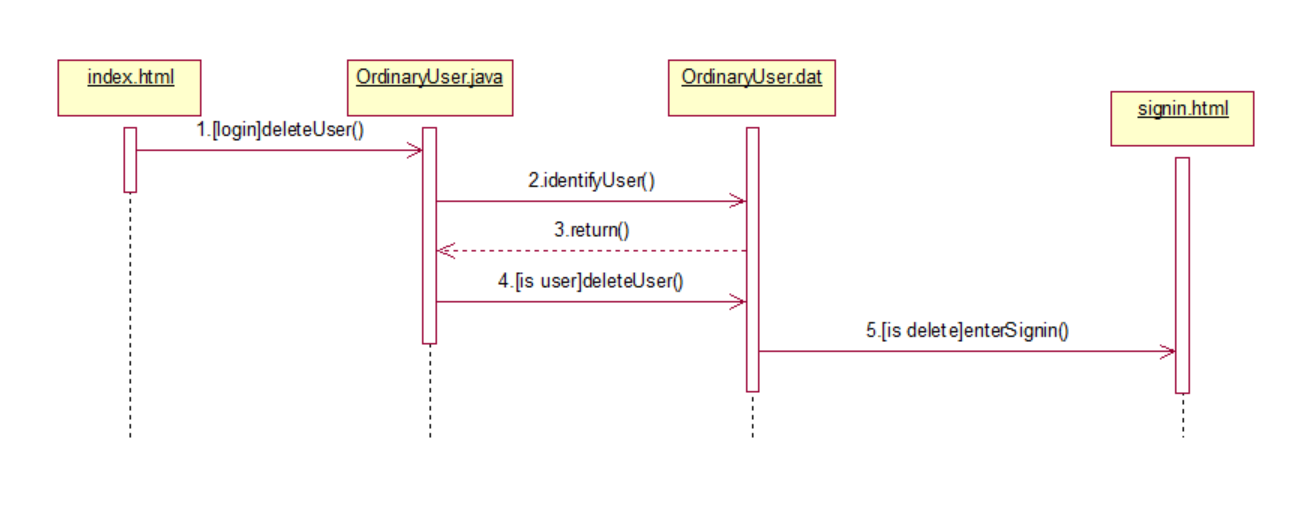 index.html
OrdinaryUser.java
OrdinaryUser.dat
signin.html
1.[login]deleteUser()
2.identifyUser()
3.return()
4.[is user]deleteUser()
5.[is delete]enterSignin()